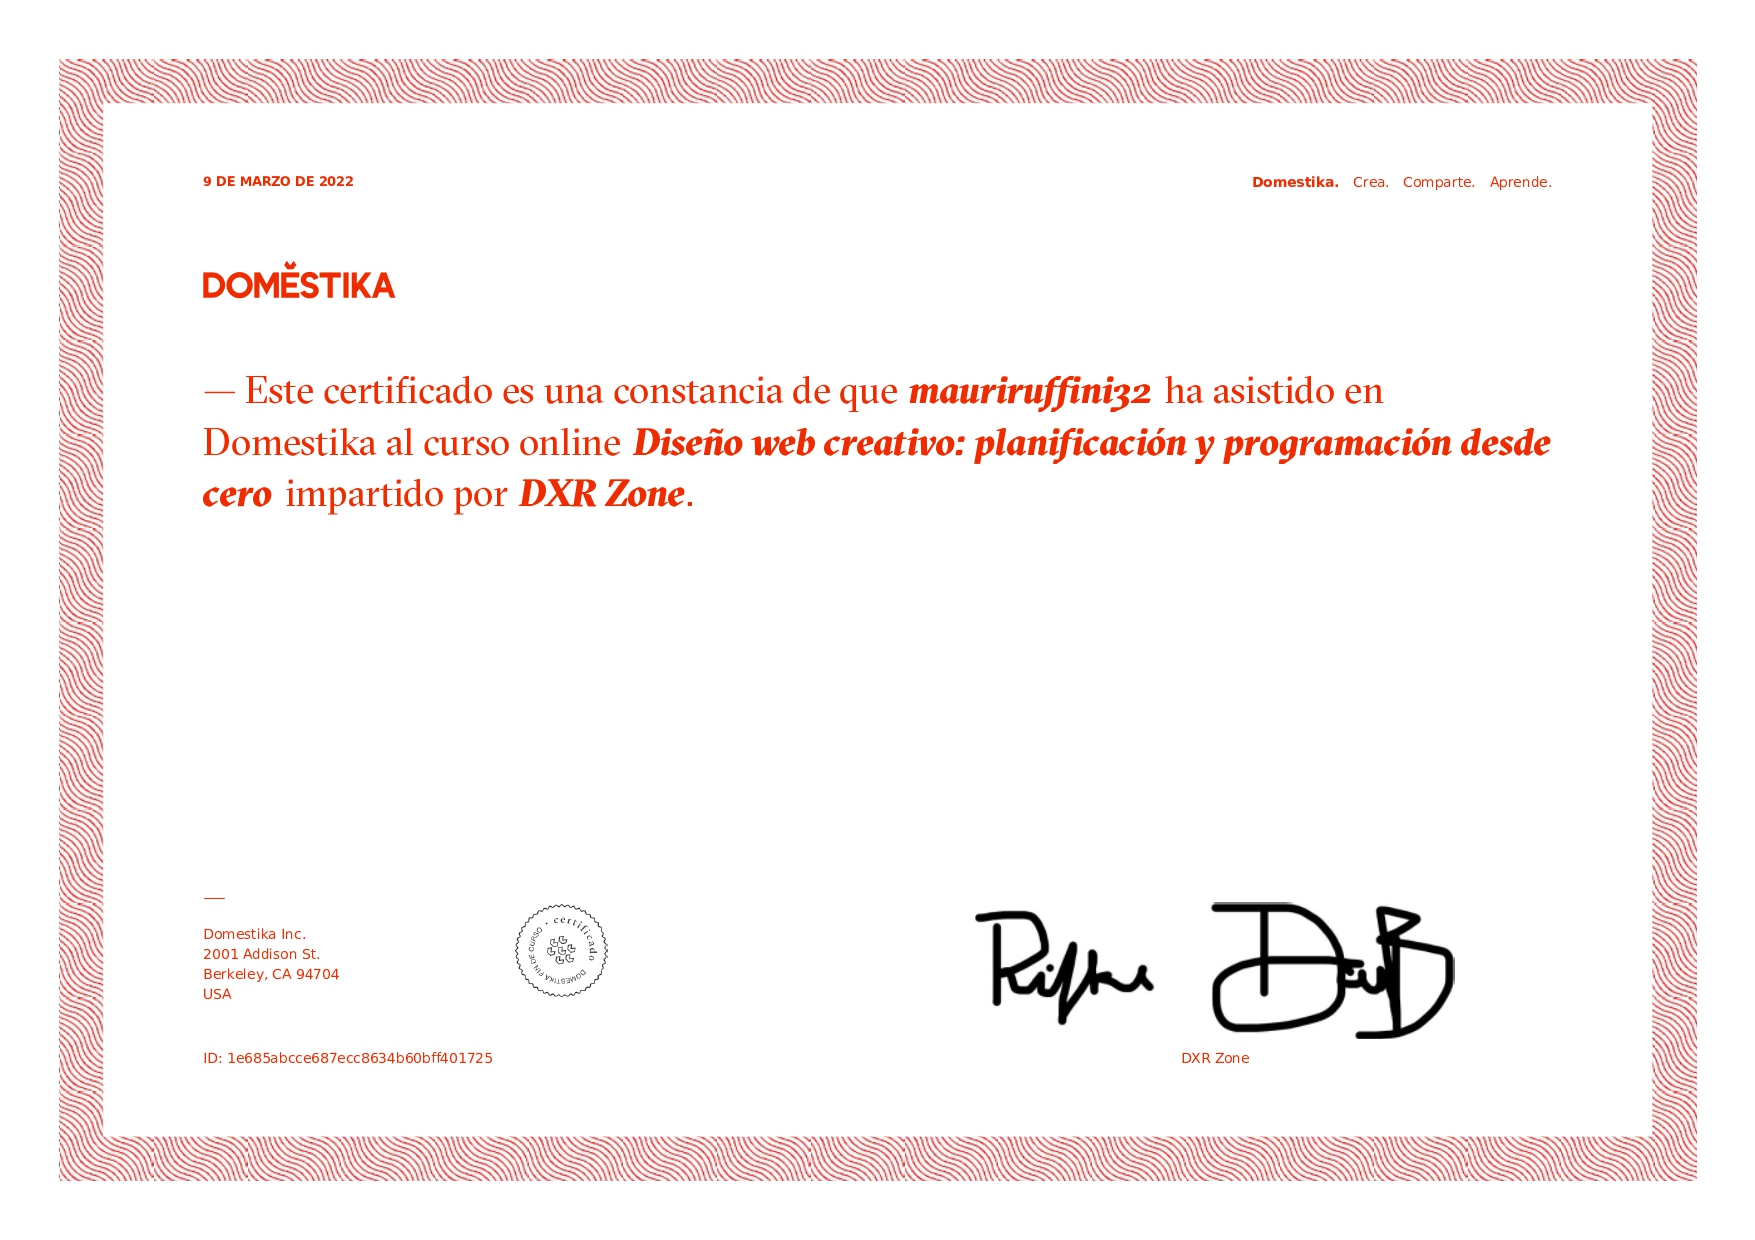 9 DE MARZO DE 2022
Domestika. Crea. Comparte. Aprende.
DOMĔSTIKA
— Este certificado es una constancia de que mauriruffini32 ha asistido en
Domestika al curso online Diseño web creativo: planificación y programación desde
cero impartido por DXR Zone.
—
Domestika Inc.
2001 Addison St.
Berkeley, CA 94704
USA
• certificado •
DOMESTIKA FIN DE CURSO
ID: 1e685abcce687ecc8634b60bff401725
DXR Zone